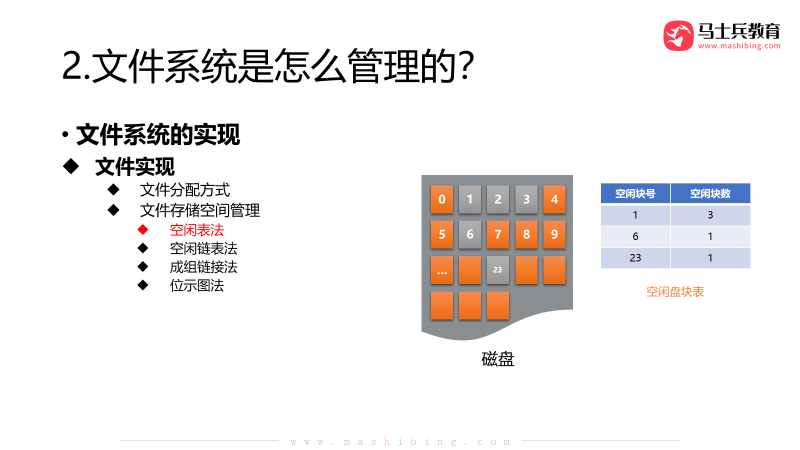 马士兵教育
www.mashibing.com
2.文件系统是怎么管理的?
• 文件系统的实现
◆ 文件实现
◆ 文件分配方式
◆ 文件存储空间管理
◆ 空闲表法
◆ 空闲链表法
◆ 成组链接法
◆ 位示图法
0 1 2 3 4
5 6 7 8 9
... 23
磁盘
空闲块号 空闲块数
1 3
6 1
23 1
空闲盘块表
www.mashibing.com